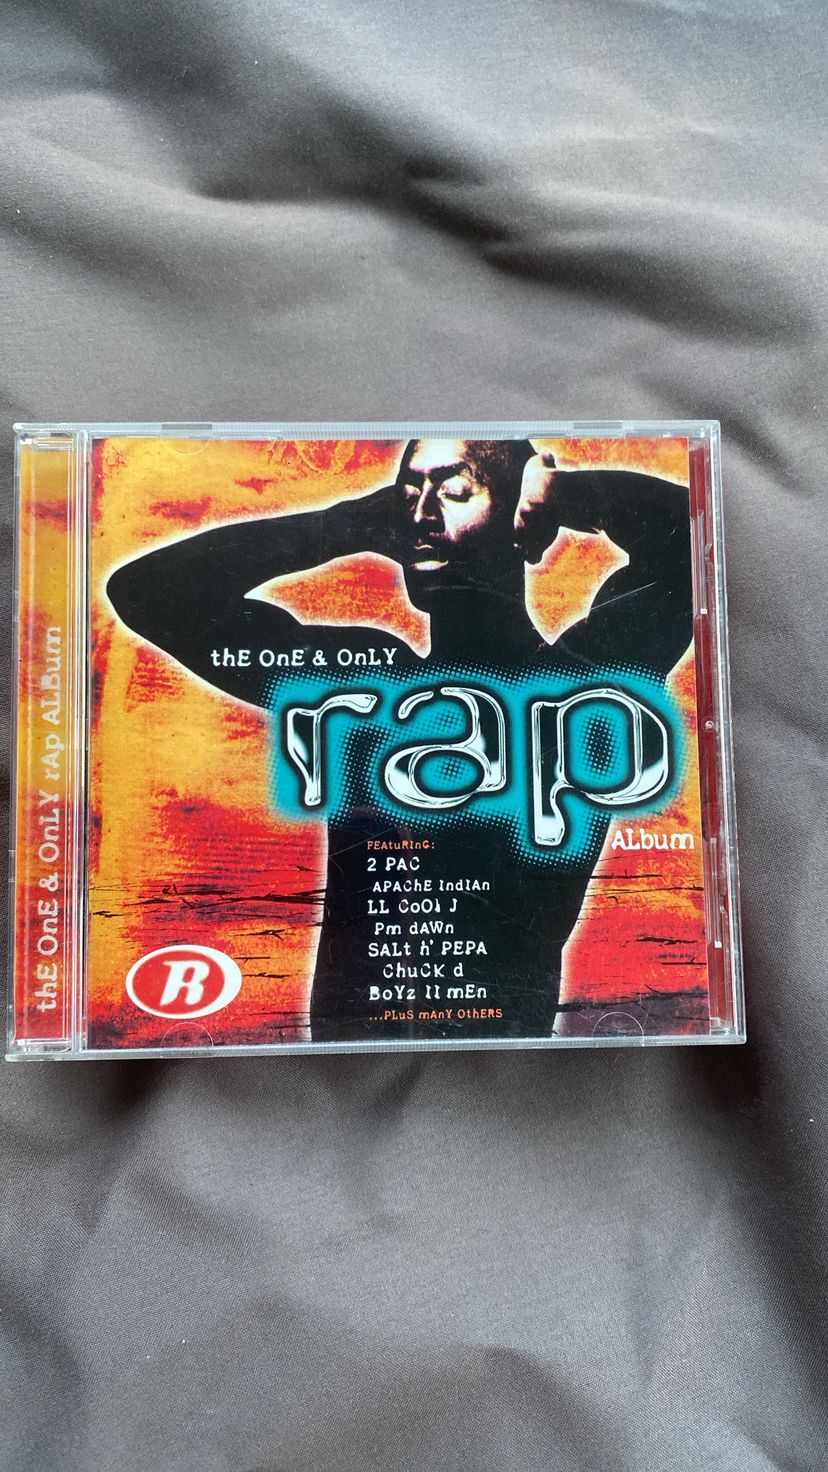 thE OnE & OnLY rAp ALBum
thE OnE & OnLY
rap
ALbum
FEAtuRInG:
2 PAC
APAChE IndIAn
LL CoOl J
Pm dAWn
SALt n' PEPA
ChuCK d
BoYz II mEn
...PLuS mAnY OthERS
R